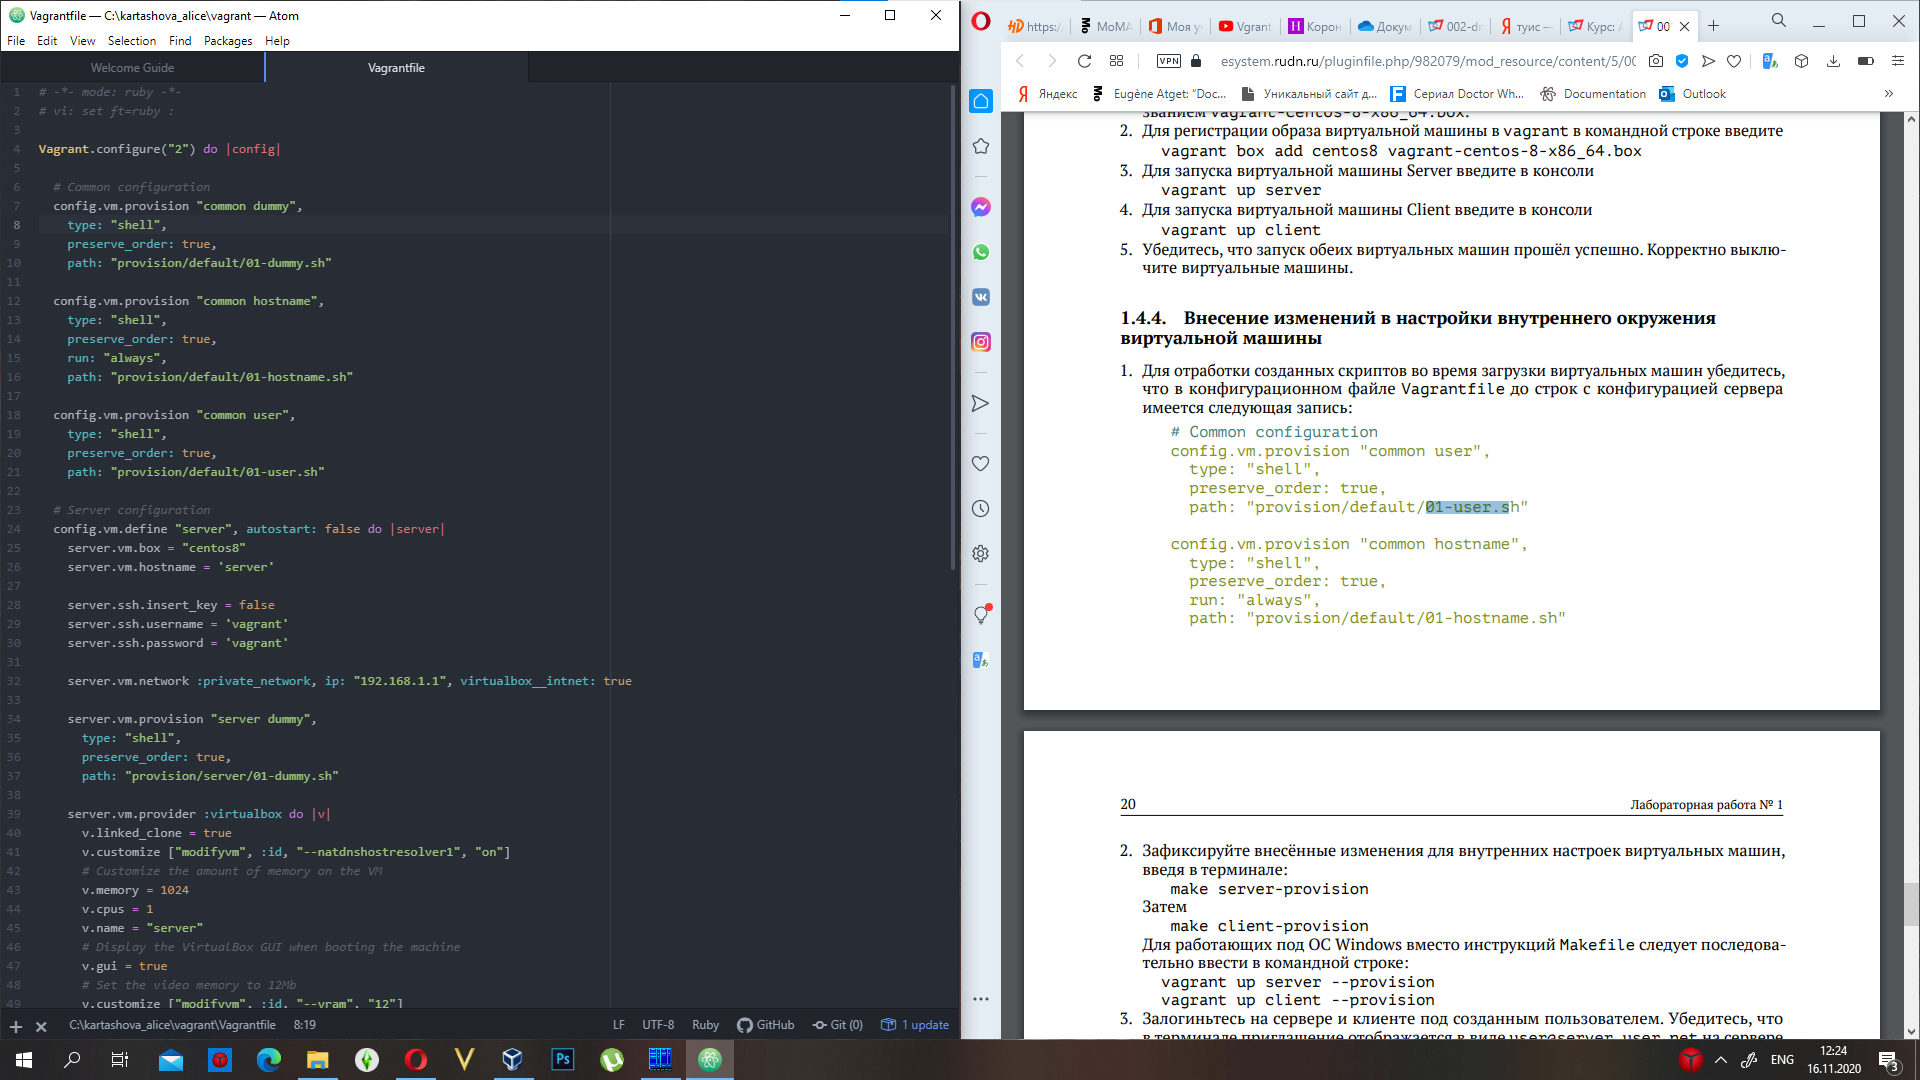 Vagrantfile — C:\kartashova_alice\vagrant — Atom
File Edit View Selection Find Packages Help
Welcome Guide
Vagrantfile
1 # -*- mode: ruby -*-
2 # vi: set ft=ruby :
3
4 Vagrant.configure("2") do |config|
5
6 # Common configuration
7 config.vm.provision "common dummy",
8 type: "shell",
9 preserve_order: true,
10 path: "provision/default/01-dummy.sh"
11
12 config.vm.provision "common hostname",
13 type: "shell",
14 preserve_order: true,
15 run: "always",
16 path: "provision/default/01-hostname.sh"
17
18 config.vm.provision "common user",
19 type: "shell",
20 preserve_order: true,
21 path: "provision/default/01-user.sh"
22
23 # Server configuration
24 config.vm.define "server", autostart: false do |server|
25 server.vm.box = "centos8"
26 server.vm.hostname = 'server'
27
28 server.ssh.insert_key = false
29 server.ssh.username = 'vagrant'
30 server.ssh.password = 'vagrant'
31
32 server.vm.network :private_network, ip: "192.168.1.1", virtualbox__intnet: true
33
34 server.vm.provision "server dummy",
35 type: "shell",
36 preserve_order: true,
37 path: "provision/server/01-dummy.sh"
38
39 server.vm.provider :virtualbox do |v|
40 v.linked_clone = true
41 v.customize ["modifyvm", :id, "--natdnshostresolver1", "on"]
42 # Customize the amount of memory on the VM
43 v.memory = 1024
44 v.cpus = 1
45 v.name = "server"
46 # Display the VirtualBox GUI when booting the machine
47 v.gui = true
48 # Set the video memory to 12Mb
49 v.customize ["modifyvm", :id, "--vram", "12"]
C:\kartashova_alice\vagrant\Vagrantfile 8:19 LF UTF-8 Ruby GitHub Git (0) 1 update
https: МоМА Моя у Vgrant Корон Докум 002-dr туис — Курс: 00
VPN esystem.rudn.ru/pluginfile.php/982079/mod_resource/content/5/00
Яндекс Eugène Atget: "Doc... Уникальный сайт д... Сериал Doctor Wh... Documentation Outlook »
званием vagrant-centos-8-x86_64.box.
2. Для регистрации образа виртуальной машины в vagrant в командной строке введите
vagrant box add centos8 vagrant-centos-8-x86_64.box
3. Для запуска виртуальной машины Server введите в консоли
vagrant up server
4. Для запуска виртуальной машины Client введите в консоли
vagrant up client
5. Убедитесь, что запуск обеих виртуальных машин прошёл успешно. Корректно выклю-
чите виртуальные машины.
1.4.4. Внесение изменений в настройки внутреннего окружения
виртуальной машины
1. Для отработки созданных скриптов во время загрузки виртуальных машин убедитесь,
что в конфигурационном файле Vagrantfile до строк с конфигурацией сервера
имеется следующая запись:
# Common configuration
config.vm.provision "common user",
type: "shell",
preserve_order: true,
path: "provision/default/01-user.sh"
config.vm.provision "common hostname",
type: "shell",
preserve_order: true,
run: "always",
path: "provision/default/01-hostname.sh"
20 Лабораторная работа № 1
2. Зафиксируйте внесённые изменения для внутренних настроек виртуальных машин,
введя в терминале:
make server-provision
Затем
make client-provision
Для работающих под ОС Windows вместо инструкций Makefile следует последова-
тельно ввести в командной строке:
vagrant up server --provision
vagrant up client --provision
3. Залогиньтесь на сервере и клиенте под созданным пользователем. Убедитесь, что
в терминале приглашение отображается в виде user@server.user.net на сервере
Ps
ENG
12:24
16.11.2020
3